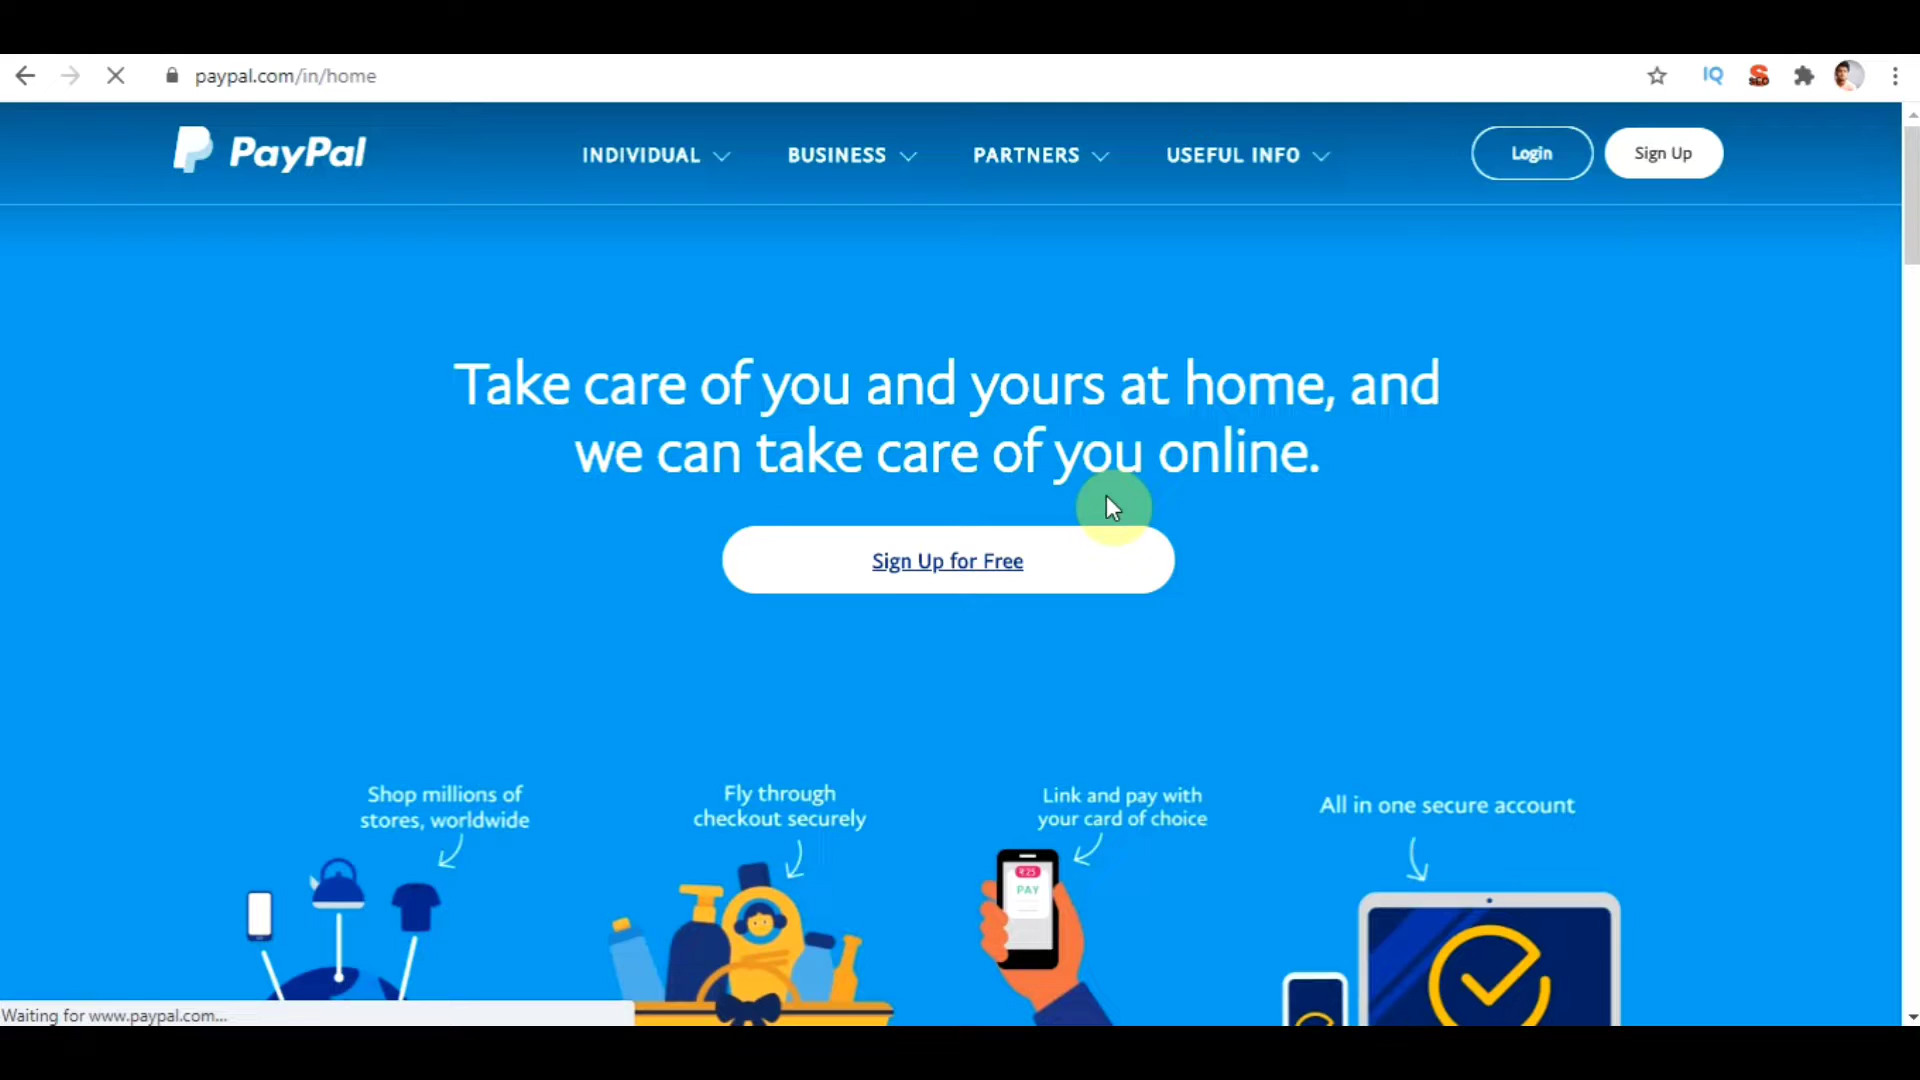 paypal.com/in/home
IQ
S
SEO
PayPal
INDIVIDUAL
BUSINESS
PARTNERS
USEFUL INFO
Login
Sign Up
Take care of you and yours at home, and
we can take care of you online.
Sign Up for Free
Shop millions of
stores, worldwide
Fly through
checkout securely
Link and pay with
your card of choice
All in one secure account
₹25
PAY
Waiting for www.paypal.com...